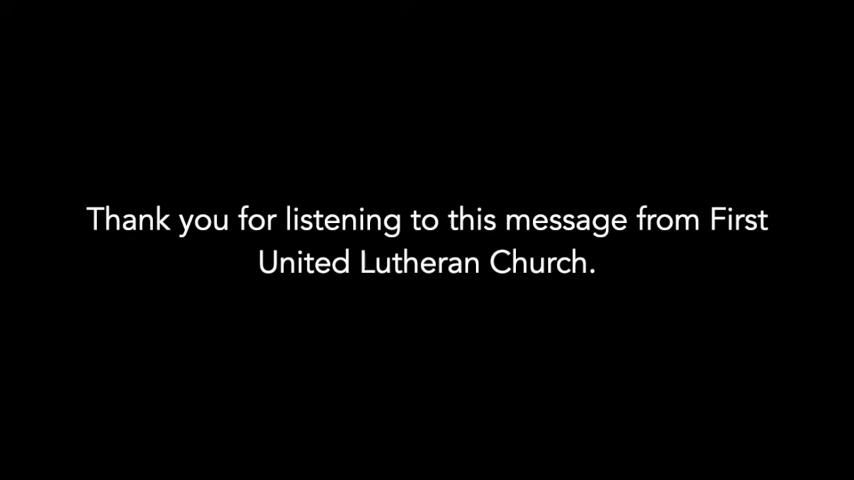 Thank you for listening to this message from First
United Lutheran Church.